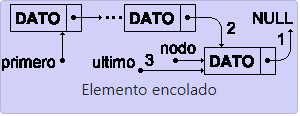 DATO ••• DATO NULL
2 1
nodo
primero ultimo 3 DATO
Elemento encolado